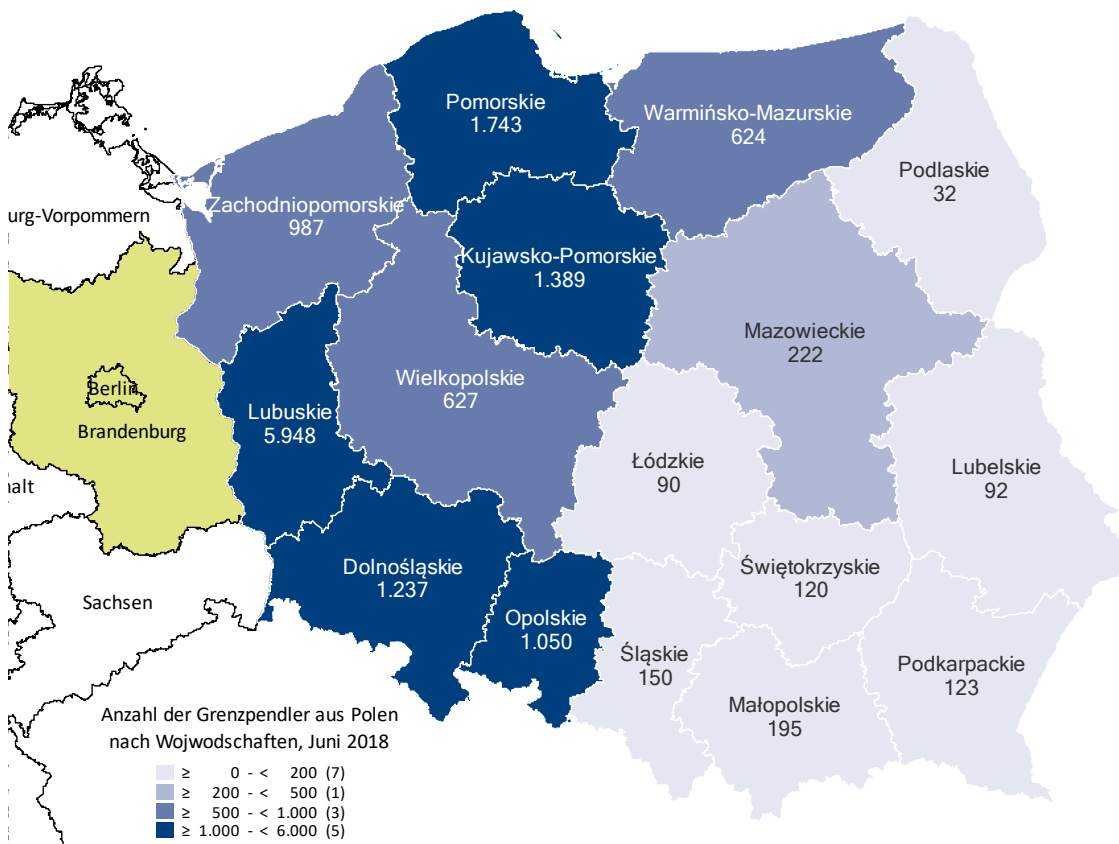 Pomorskie
1.743
Warmińsko-Mazurskie
624
Podlaskie
32
Zachodniopomorskie
987
urg-Vorpommern
Kujawsko-Pomorskie
1.389
Mazowieckie
222
Wielkopolskie
627
Berlin
Brandenburg
Lubuskie
5.948
Łódzkie
90
Lubelskie
92
halt
Dolnośląskie
1.237
Świętokrzyskie
120
Sachsen
Opolskie
1.050
Śląskie
150
Podkarpackie
123
Małopolskie
195
Anzahl der Grenzpendler aus Polen
nach Wojwodschaften, Juni 2018
≥ 0 - < 200 (7)
≥ 200 - < 500 (1)
≥ 500 - < 1.000 (3)
≥ 1.000 - < 6.000 (5)